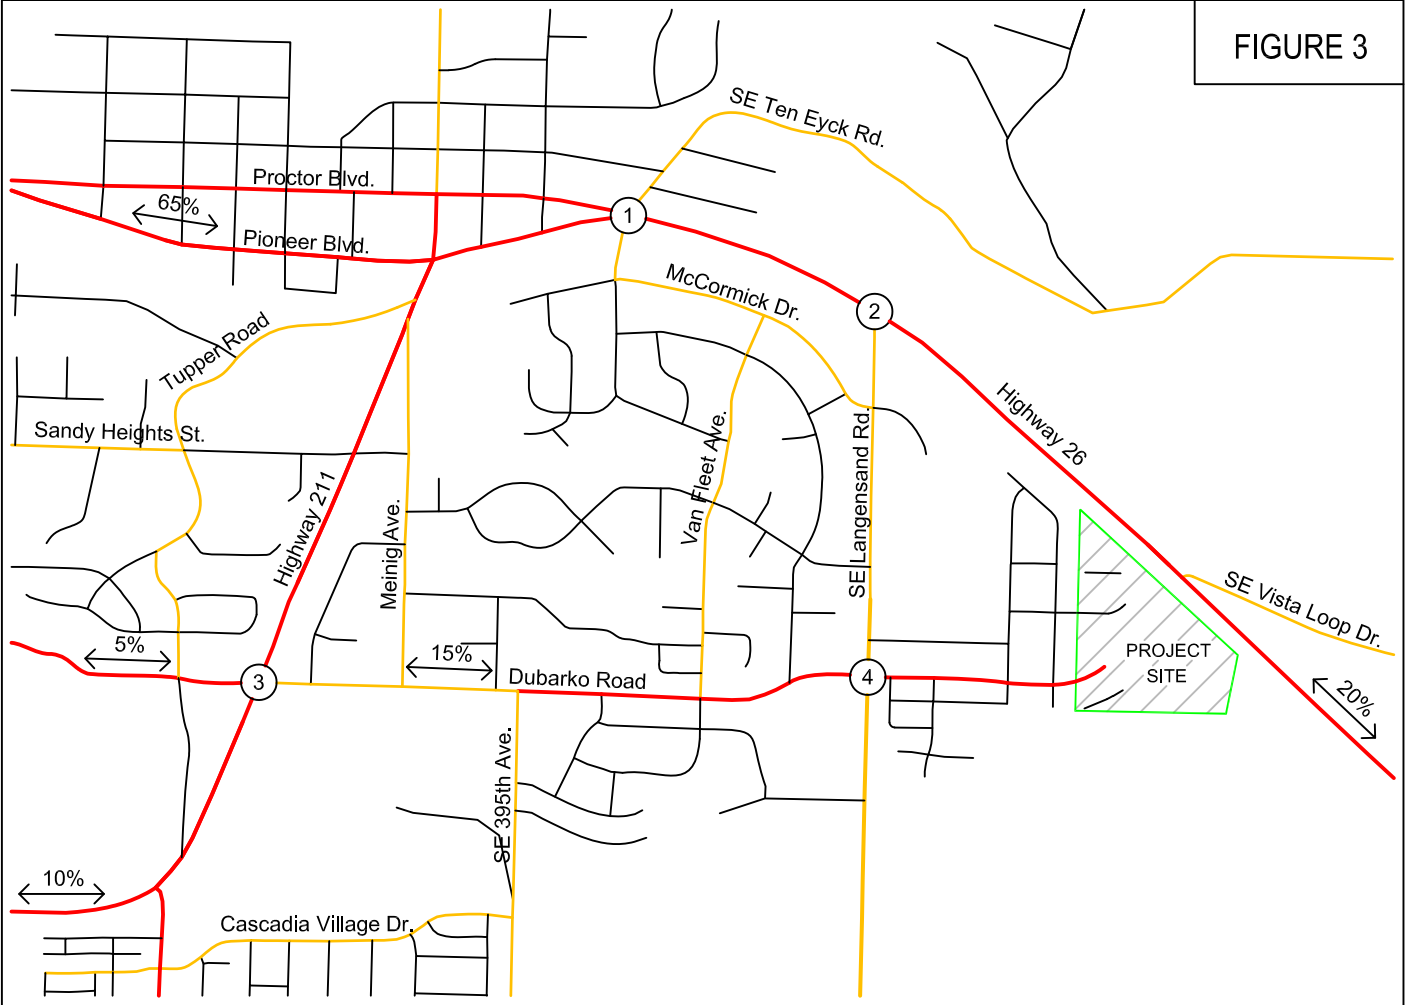 FIGURE 3
SE Ten Eyck Rd.
Proctor Blvd.
65%
1
Pioneer Blvd.
McCormick Dr.
2
Tupper Road
Highway 26
Sandy Heights St.
Van Fleet Ave.
SE Langensand Rd.
Highway 211
Meinig Ave.
SE Vista Loop Dr.
5%
15%
PROJECT
SITE
3
Dubarko Road
4
20%
SE 395th Ave.
10%
Cascadia Village Dr.